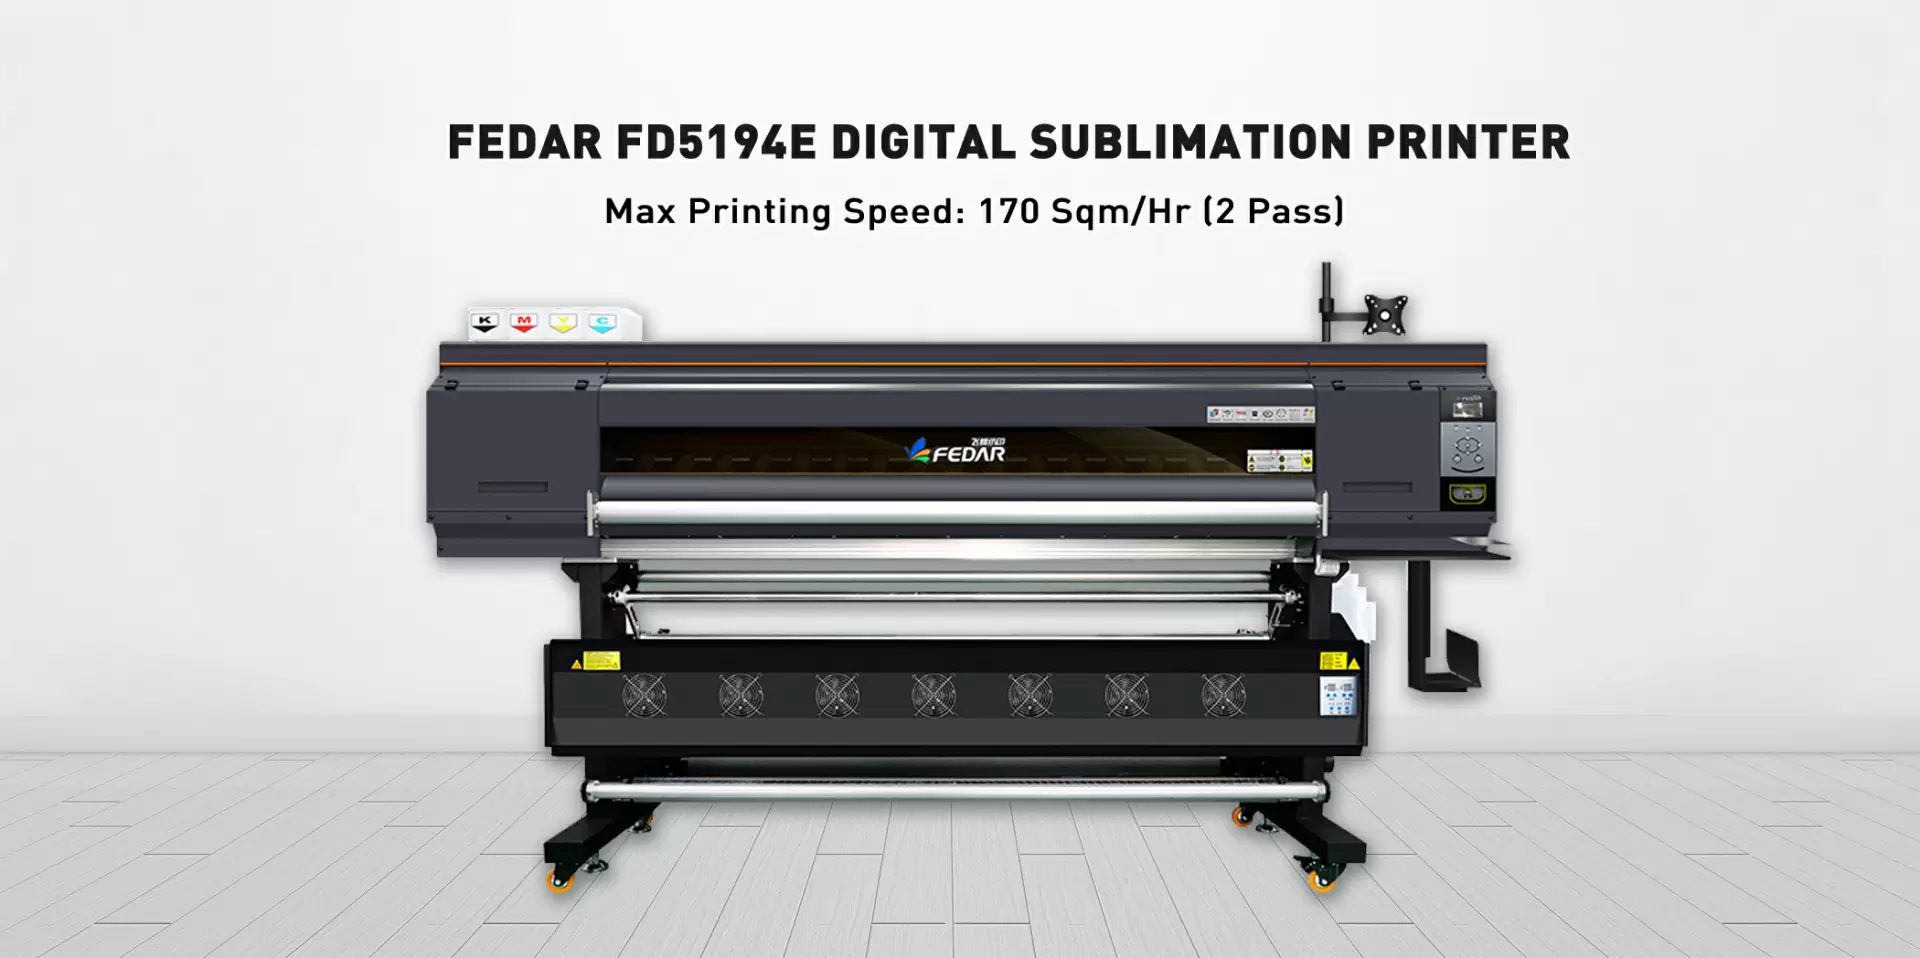 FEDAR FD5194E DIGITAL SUBLIMATION PRINTER
Max Printing Speed: 170 Sqm/Hr (2 Pass)
K M Y C
FEDAR